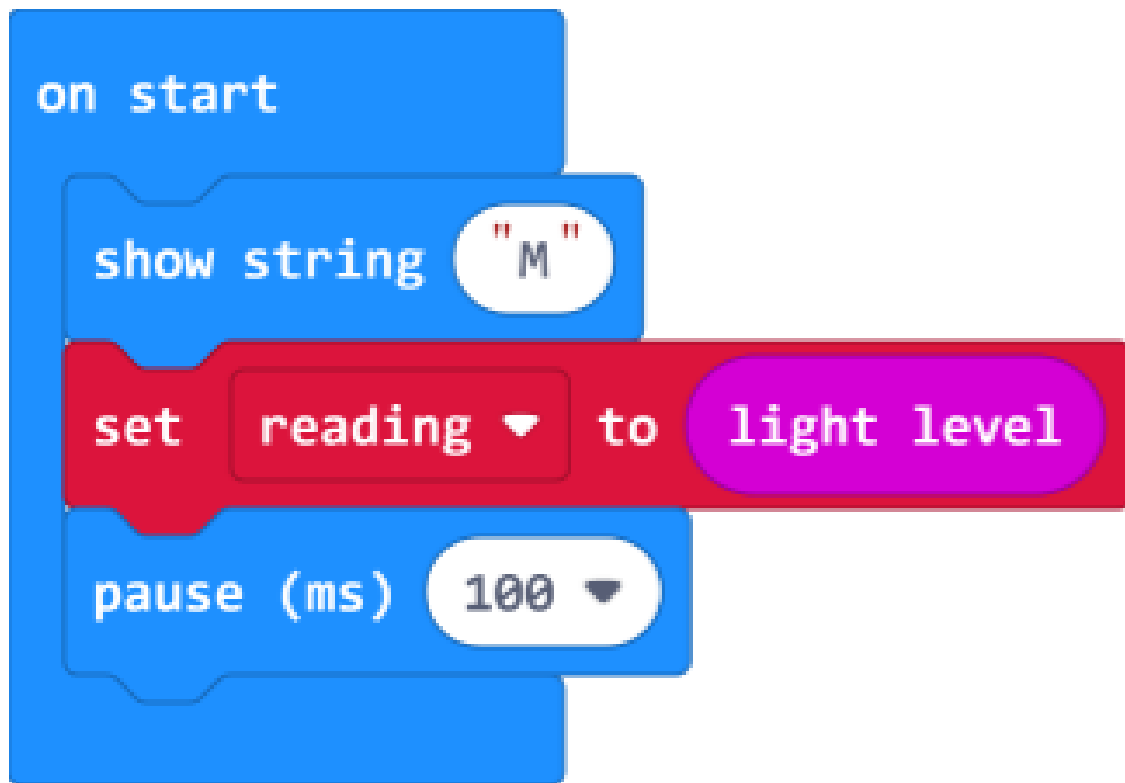 on start
show string "M"
set reading to light level
pause (ms) 100